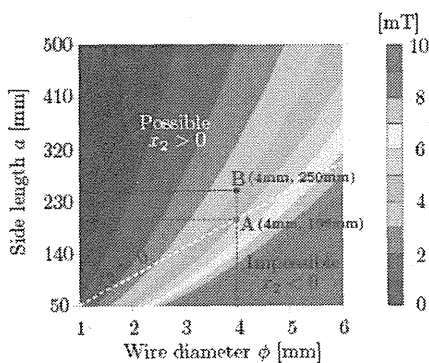 [mT]
500
410
320
230
140
50
Side length a [mm]
Possible
x₂ > 0
B (4mm, 250mm)
A (4mm, 198mm)
Impossible
x₂ < 0
1 2 3 4 5 6
Wire diameter ϕ [mm]
10
8
6
4
2
0